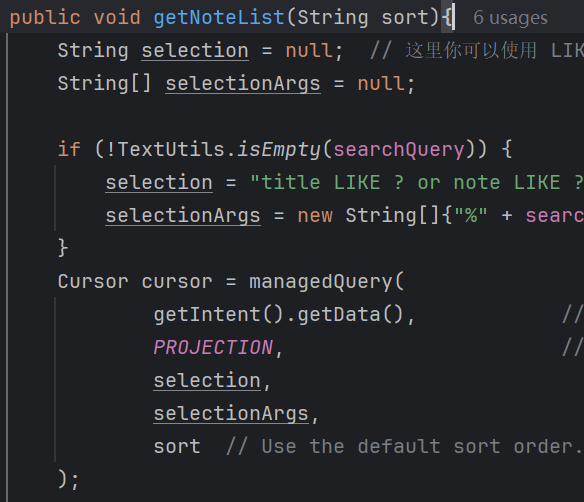 public void getNoteList(String sort){ 6 usages
String selection = null; // 这里你可以使用 LIK
String[] selectionArgs = null;
if (!TextUtils.isEmpty(searchQuery)) {
selection = "title LIKE ? or note LIKE ?
selectionArgs = new String[]{"%" + searc
}
Cursor cursor = managedQuery(
getIntent().getData(), //
PROJECTION, //
selection,
selectionArgs,
sort // Use the default sort order.
);